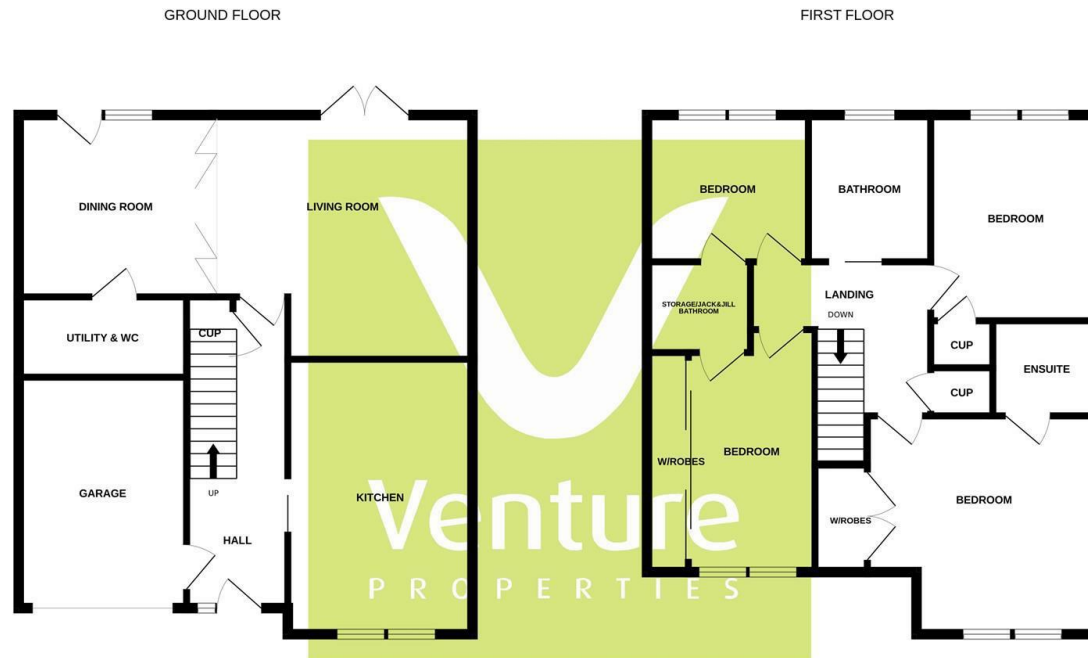 GROUND FLOOR
FIRST FLOOR
DINING ROOM
LIVING ROOM
UTILITY & WC
CUP
GARAGE
KITCHEN
UP
HALL
BEDROOM
BATHROOM
BEDROOM
STORAGE/JACK&JILL
BATHROOM
LANDING
DOWN
CUP
ENSUITE
CUP
W/ROBES
BEDROOM
BEDROOM
W/ROBES
Venture
PROPERTIES